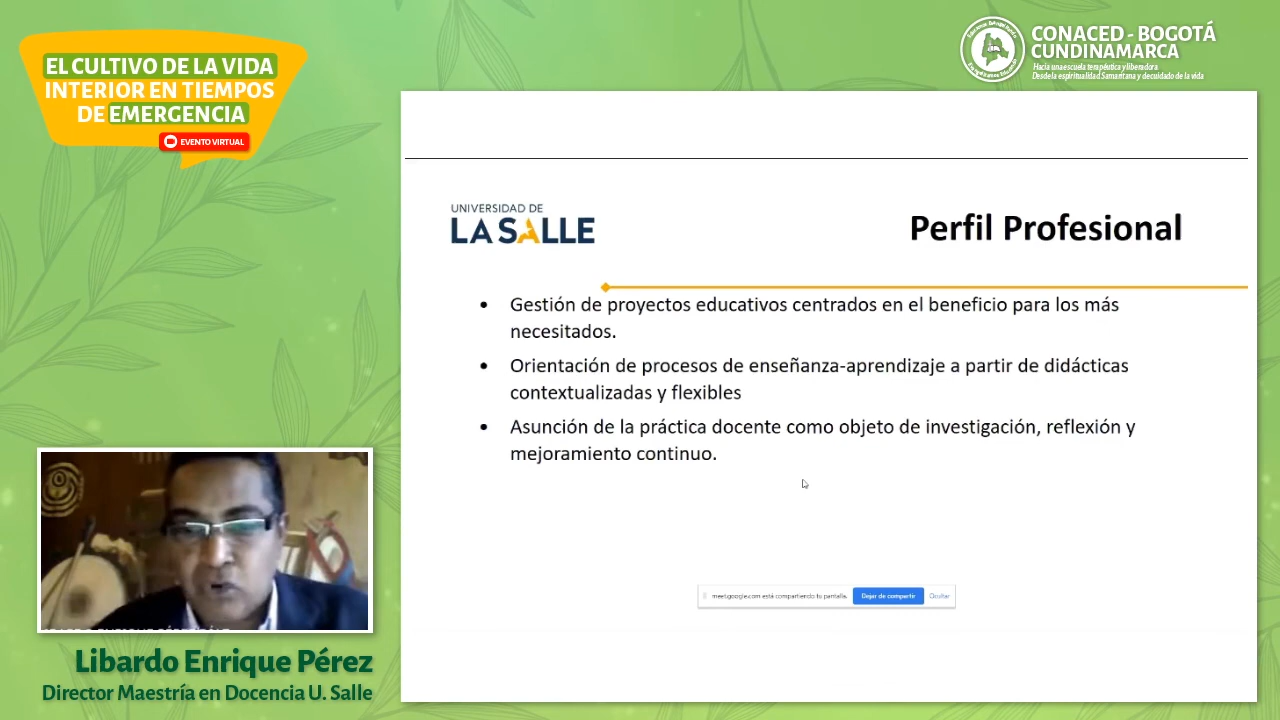 EL CULTIVO DE LA VIDA
INTERIOR EN TIEMPOS
DE EMERGENCIA
EVENTO VIRTUAL
CONACED - BOGOTÁ
CUNDINAMARCA
Hacia una escuela terapéutica y liberadora
Desde la espiritualidad Samaritana y de cuidado de la vida
UNIVERSIDAD DE
LA SALLE
Perfil Profesional
• Gestión de proyectos educativos centrados en el beneficio para los más
necesitados.
• Orientación de procesos de enseñanza-aprendizaje a partir de didácticas
contextualizadas y flexibles
• Asunción de la práctica docente como objeto de investigación, reflexión y
mejoramiento continuo.
meet.google.com está compartiendo tu pantalla.
Dejar de compartir
Ocultar
Libardo Enrique Pérez
Director Maestría en Docencia U. Salle